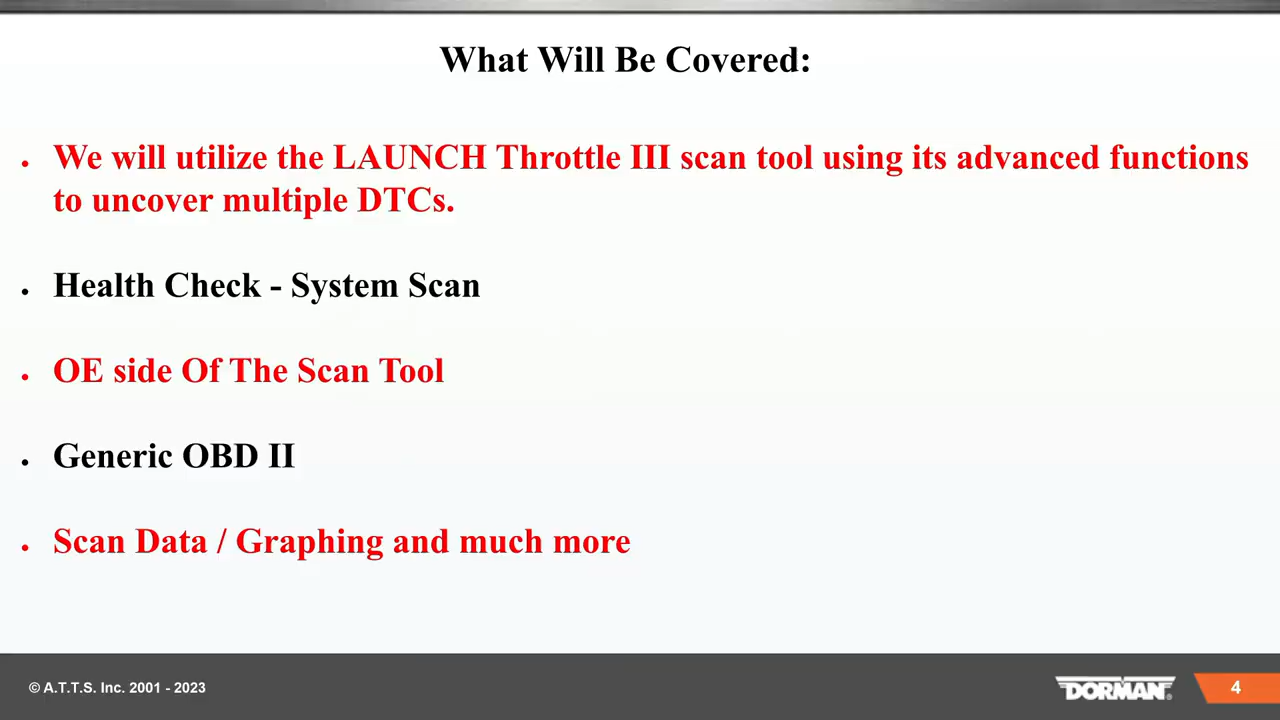 What Will Be Covered:
• We will utilize the LAUNCH Throttle III scan tool using its advanced functions
to uncover multiple DTCs.
• Health Check - System Scan
• OE side Of The Scan Tool
• Generic OBD II
• Scan Data / Graphing and much more
© A.T.T.S. Inc. 2001 - 2023
DORMAN®
4